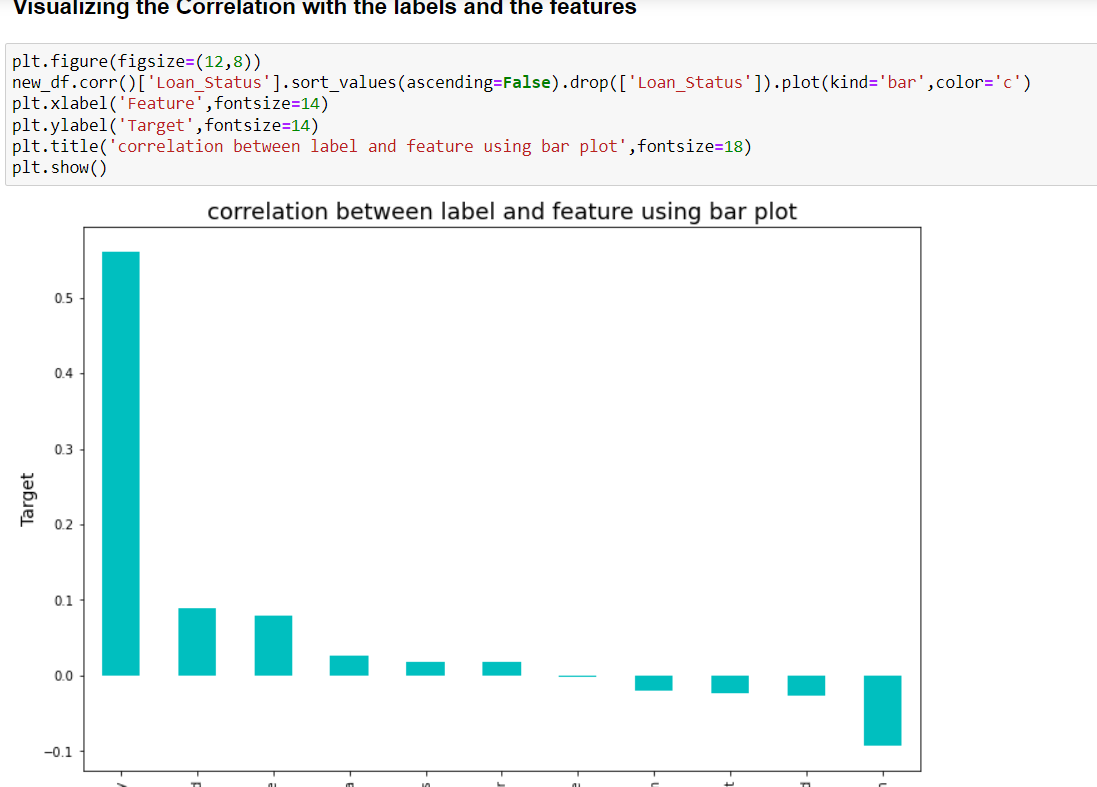 Visualizing the Correlation with the labels and the features
plt.figure(figsize=(12,8))
new_df.corr()['Loan_Status'].sort_values(ascending=False).drop(['Loan_Status']).plot(kind='bar',color='c')
plt.xlabel('Feature',fontsize=14)
plt.ylabel('Target',fontsize=14)
plt.title('correlation between label and feature using bar plot',fontsize=18)
plt.show()
correlation between label and feature using bar plot
0.5
0.4
0.3
Target
0.2
0.1
0.0
−0.1